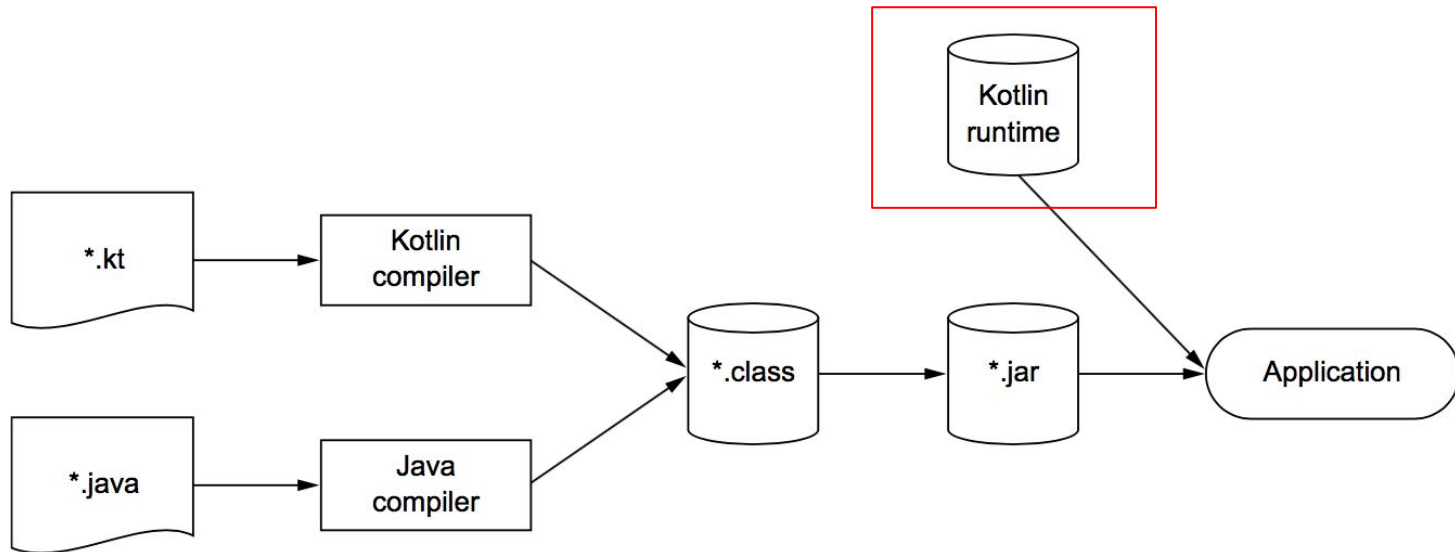 Kotlin
runtime
*.kt
Kotlin
compiler
*.class
*.jar
Application
*.java
Java
compiler